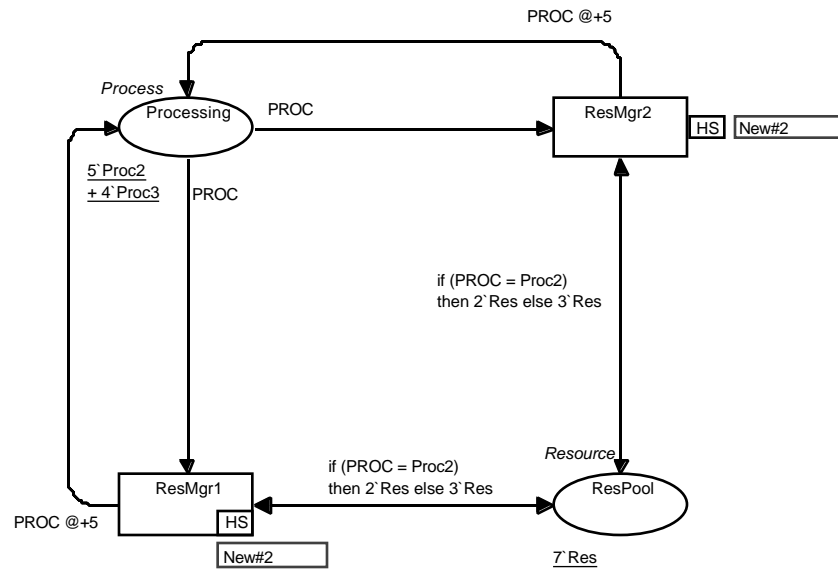 PROC @+5
Process
Processing
PROC
ResMgr2
HS
New#2
5`Proc2
+ 4`Proc3
PROC
if (PROC = Proc2)
then 2`Res else 3`Res
Resource
if (PROC = Proc2)
then 2`Res else 3`Res
ResMgr1
ResPool
HS
PROC @+5
New#2
7`Res